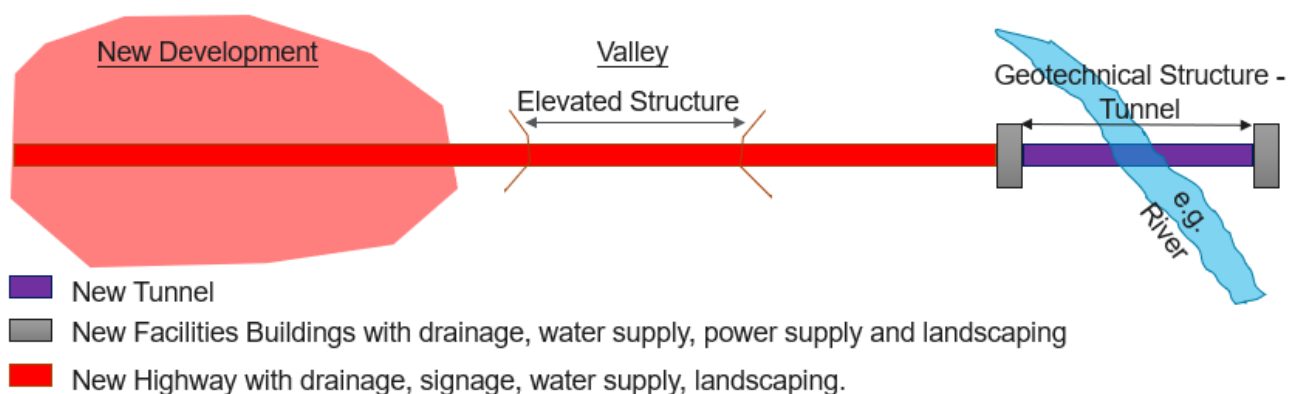 New Development
Valley
Elevated Structure
Geotechnical Structure -
Tunnel
e.g.
River
New Tunnel
New Facilities Buildings with drainage, water supply, power supply and landscaping
New Highway with drainage, signage, water supply, landscaping.